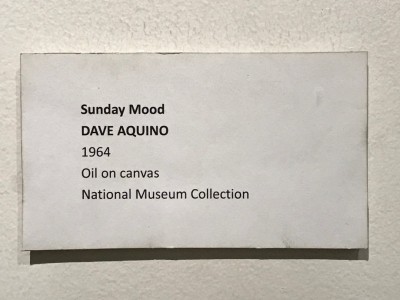 Sunday Mood
DAVE AQUINO
1964
Oil on canvas
National Museum Collection